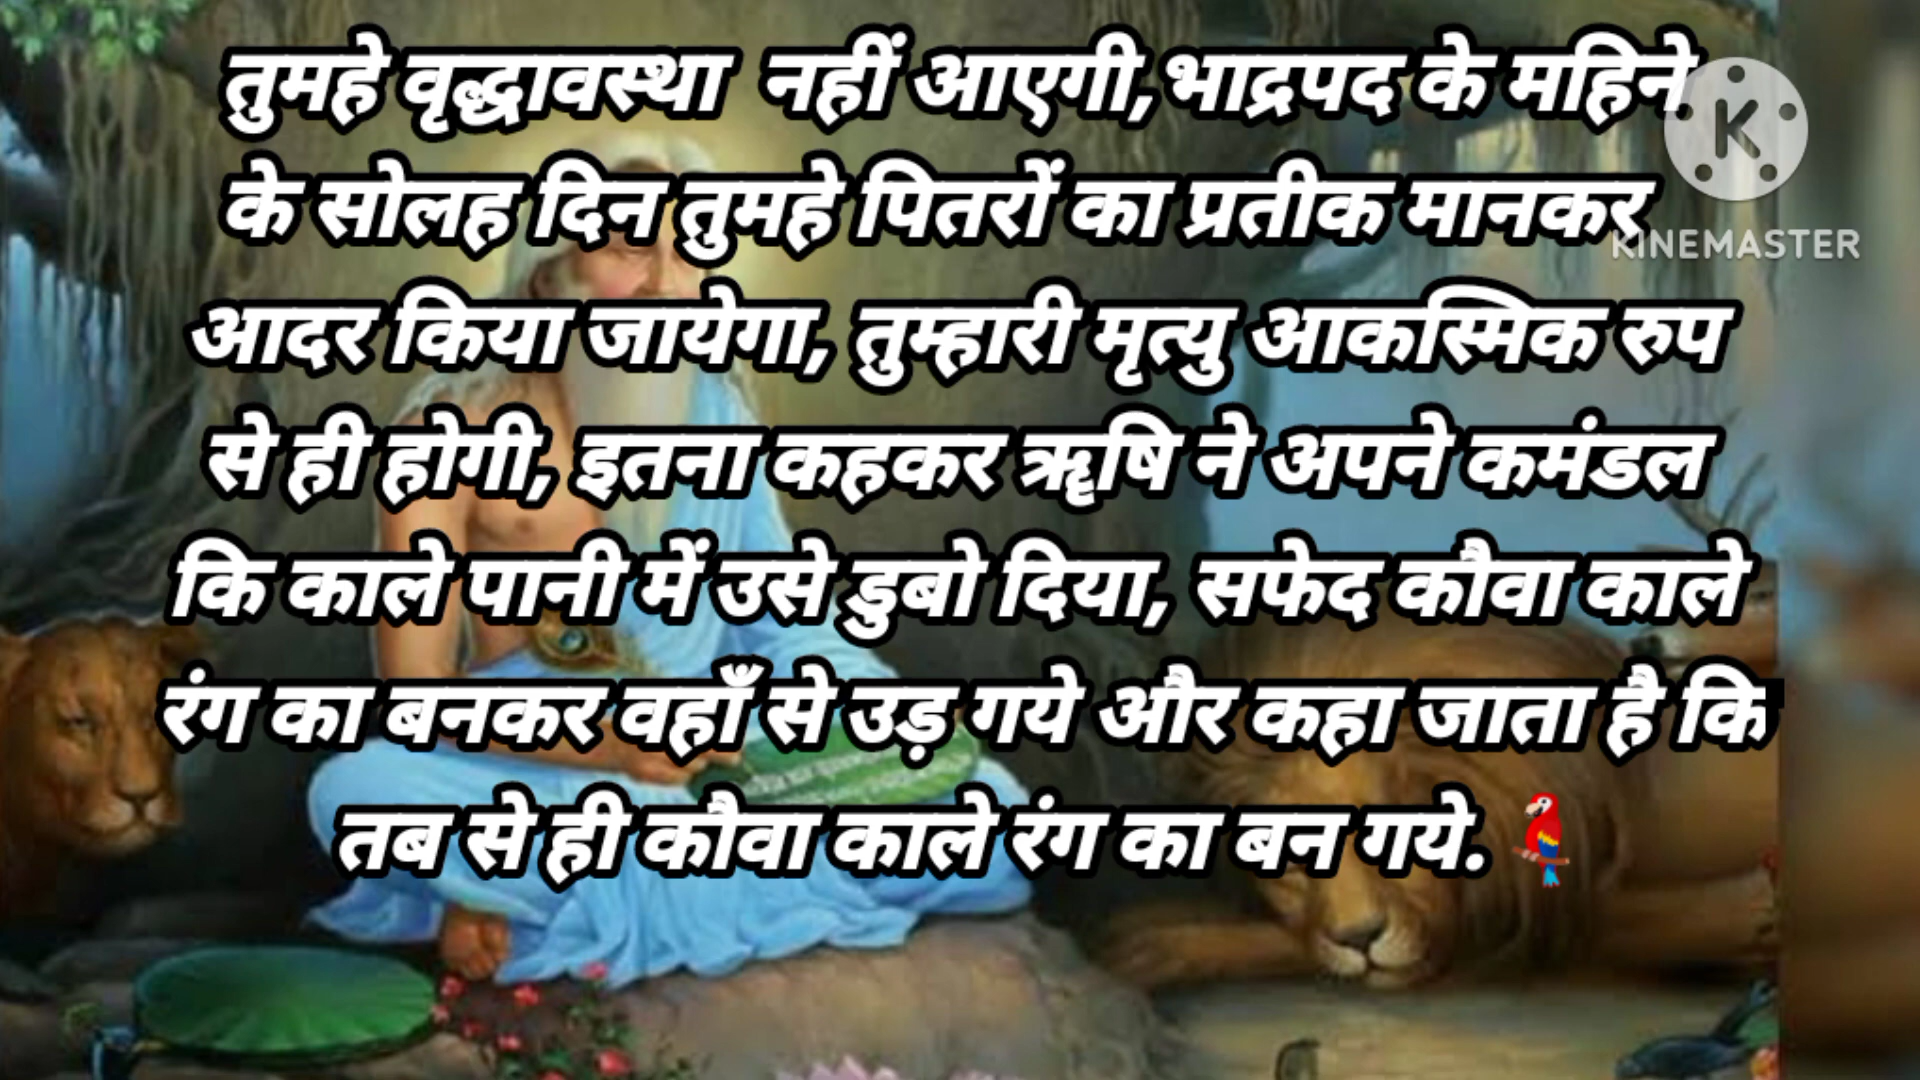 तुमहे वृद्धावस्था नहीं आएगी,भाद्रपद के महिने
के सोलह दिन तुमहे पितरों का प्रतीक मानकर
आदर किया जायेगा, तुम्हारी मृत्यु आकस्मिक रुप
से ही होगी, इतना कहकर ऋषि ने अपने कमंडल
कि काले पानी में उसे डुबो दिया, सफेद कौवा काले
रंग का बनकर वहाँ से उड़ गये और कहा जाता है कि
तब से ही कौवा काले रंग का बन गये.
K
KINEMASTER